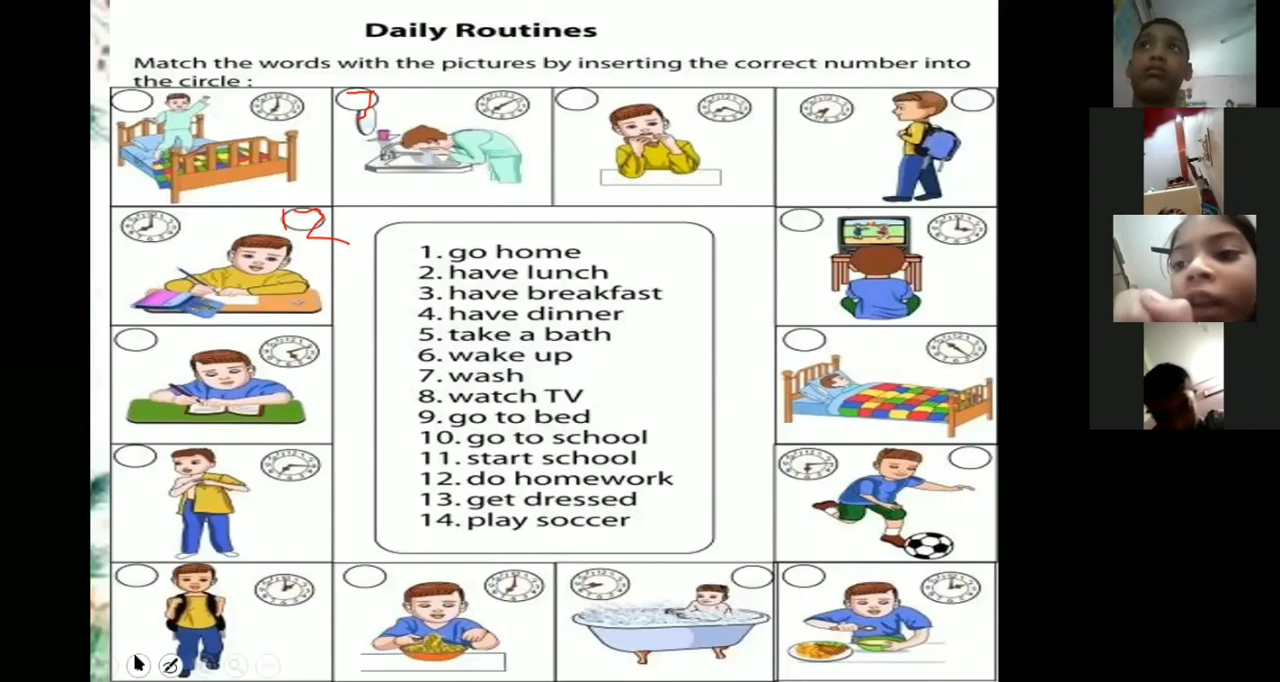 Daily Routines
Match the words with the pictures by inserting the correct number into
the circle :
7
12
1. go home
2. have lunch
3. have breakfast
4. have dinner
5. take a bath
6. wake up
7. wash
8. watch TV
9. go to bed
10. go to school
11. start school
12. do homework
13. get dressed
14. play soccer